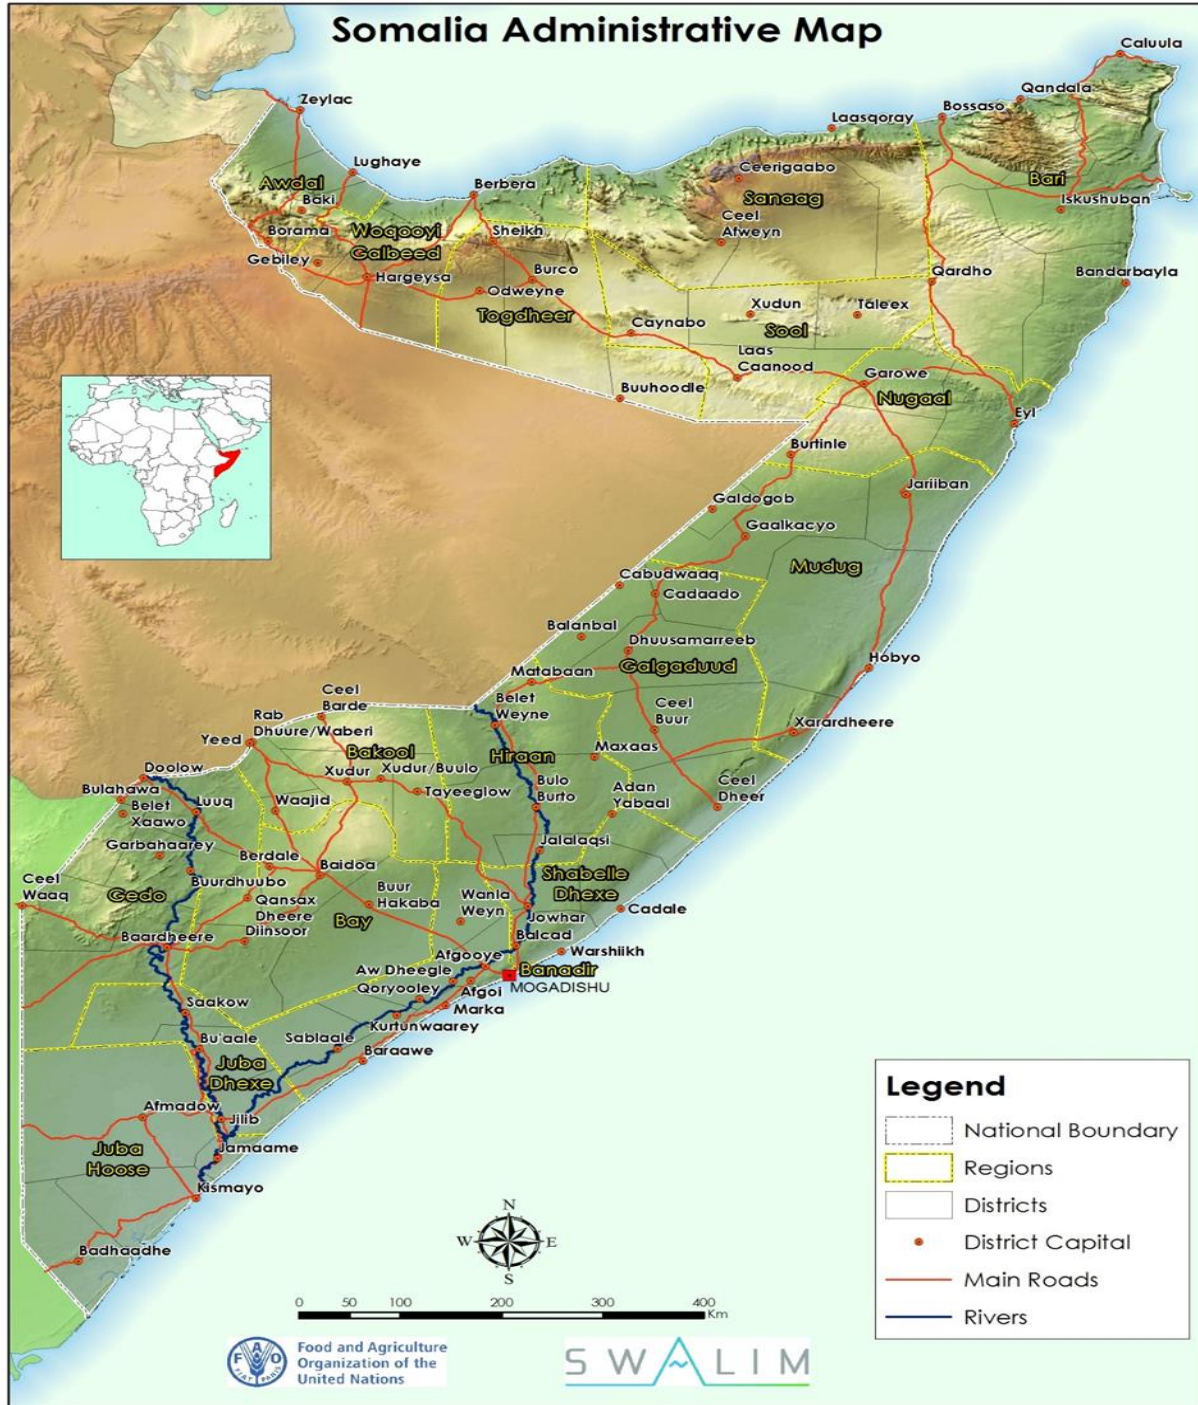 Somalia Administrative Map
Caluula
Qandala
Zeylac
Bossaso
Laasqoray
Lughaye
Ceerigaabo
Bari
Awdal
Berbera
Sanaag
Baki
Iskushuban
Ceel
Afweyn
Borama
Woqooyi
Galbeed
Sheikh
Gebiley
Hargeysa
Burco
Qardho
Bandarbayla
Odweyne
Togdheer
Xudun
Taleex
Caynabo
Sool
Laas
Caanood
Garowe
Buuhoodle
Nugaal
Eyl
Burtinle
Jariiban
Galdogob
Gaalkacyo
Mudug
Cabudwaaq
Cadaado
Balanbal
Dhuusamarreeb
Galgaduud
Hobyo
Matabaan
Ceel
Barde
Belet
Weyne
Ceel
Buur
Rab
Dhuure/Waberi
Xarardheere
Yeed
Bakool
Hiraan
Maxaas
Doolow
Xudur
Xudur/Buulo
Bulo
Burto
Ceel
Dheer
Bulahawa
Tayeeglow
Adan
Yabaal
Belet
Xaawo
Luuq
Waajid
Garbahaarey
Jalalaqsi
Berdale
Baidoa
Shabelle
Dhexe
Ceel
Waaq
Buurdhuubo
Gedo
Buur
Hakaba
Wanla
Weyn
Qansax
Dheere
Cadale
Bay
Jowhar
Diinsoor
Baardheere
Balcad
Warshiikh
Afgooye
Aw Dheegle
Banadir
MOGADISHU
Qoryooley
Afgoi
Marka
Saakow
Kurtunwaarey
Bu'aale
Sablaale
Baraawe
Juba
Dhexe
Afmadow
Jilib
Juba
Hoose
Jamaame
Kismayo
Badhaadhe
Legend
National Boundary
Regions
Districts
District Capital
Main Roads
Rivers
N
W E
S
0 50 100 200 300 400
Km
FAO
FIAT PANIS
Food and Agriculture
Organization of the
United Nations
SWALIM